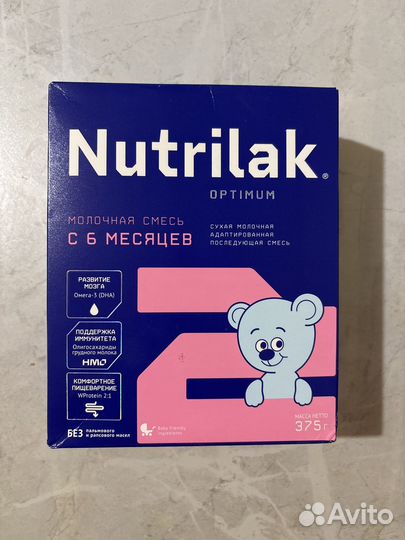 Nutrilak®
OPTIMUM
МОЛОЧНАЯ СМЕСЬ
С 6 МЕСЯЦЕВ
СУХАЯ МОЛОЧНАЯ
АДАПТИРОВАННАЯ
ПОСЛЕДУЮЩАЯ СМЕСЬ
РАЗВИТИЕ
МОЗГА
Омега-3 (DHA)
ПОДДЕРЖКА
ИММУНИТЕТА
Олигосахариды
грудного молока
HMO
КОМФОРТНОЕ
ПИЩЕВАРЕНИЕ
WProtein 2:1
2
БЕЗ пальмового
и рапсового масел
Baby friendly
ingredients
МАССА НЕТТО
375 г
Avito